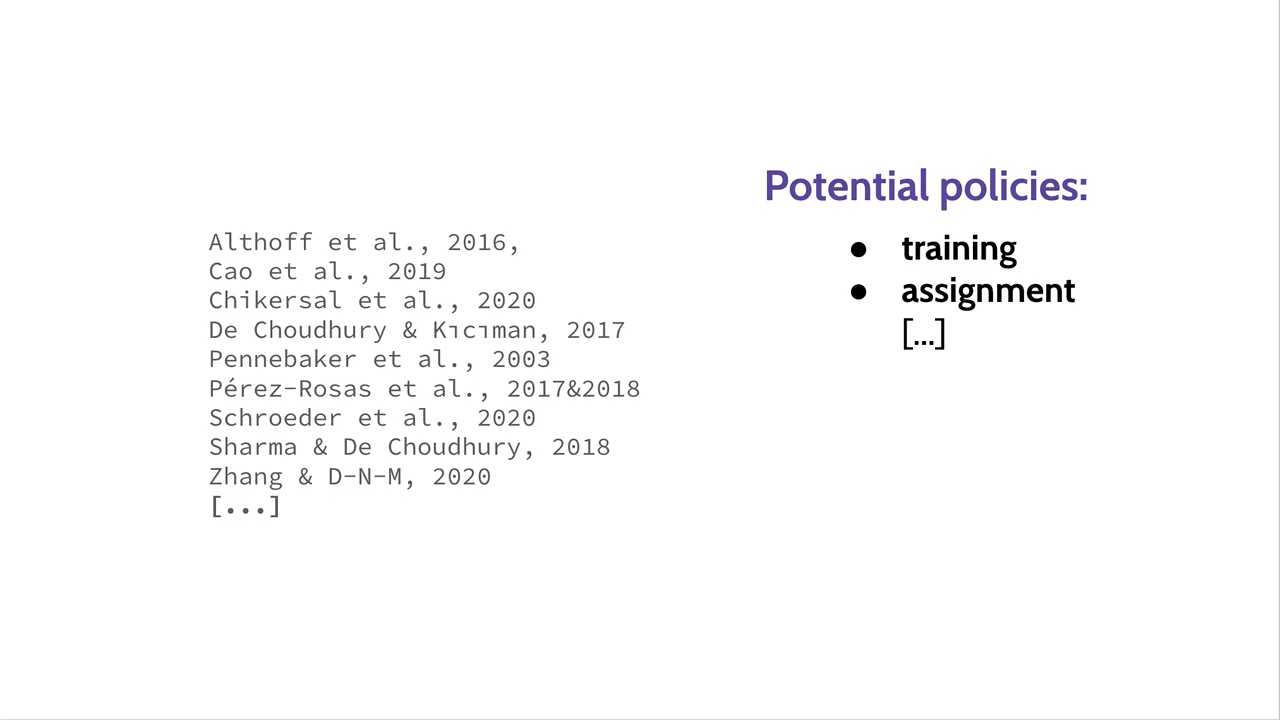 Althoff et al., 2016,
Cao et al., 2019
Chikersal et al., 2020
De Choudhury & Kıcıman, 2017
Pennebaker et al., 2003
Pérez-Rosas et al., 2017&2018
Schroeder et al., 2020
Sharma & De Choudhury, 2018
Zhang & D-N-M, 2020
[...]
Potential policies:
● training
● assignment
[...]